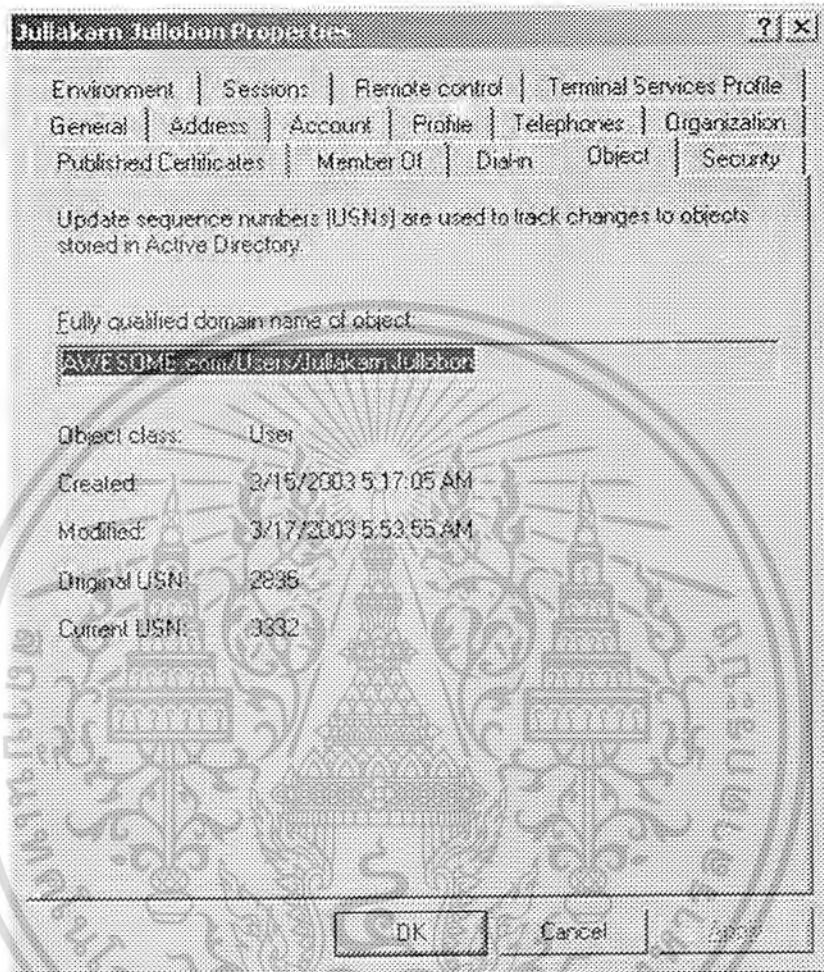 Jullakarn Jullobon Properties
Environment Sessions Remote control Terminal Services Profile
General Address Account Profile Telephones Organization
Published Certificates Member Of Dial-in Object Security
Update sequence numbers (USNs) are used to track changes to objects
stored in Active Directory.
Fully qualified domain name of object:
AWESOME.com/Users/Jullakarn Jullobon
Object class: User
Created: 3/15/2003 5:17:05 AM
Modified: 3/17/2003 5:53:55 AM
Original USN: 2836
Current USN: 3332
OK Cancel Apply